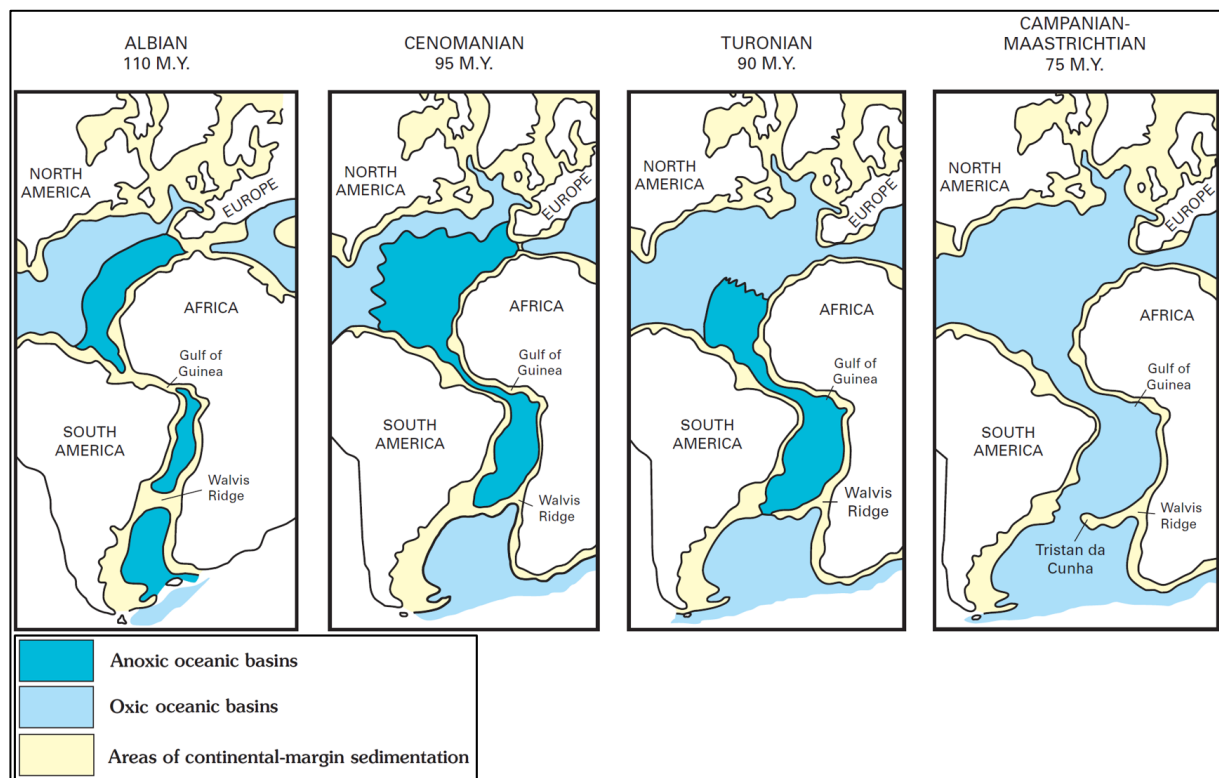 ALBIAN
110 M.Y.
CENOMANIAN
95 M.Y.
TURONIAN
90 M.Y.
CAMPANIAN-
MAASTRICHTIAN
75 M.Y.
NORTH
AMERICA
EUROPE
AFRICA
Gulf of
Guinea
SOUTH
AMERICA
Walvis
Ridge
NORTH
AMERICA
EUROPE
AFRICA
Gulf of
Guinea
SOUTH
AMERICA
Walvis
Ridge
NORTH
AMERICA
EUROPE
AFRICA
Gulf of
Guinea
SOUTH
AMERICA
Walvis
Ridge
NORTH
AMERICA
EUROPE
AFRICA
Gulf of
Guinea
SOUTH
AMERICA
Walvis
Ridge
Tristan da
Cunha
Anoxic oceanic basins
Oxic oceanic basins
Areas of continental-margin sedimentation